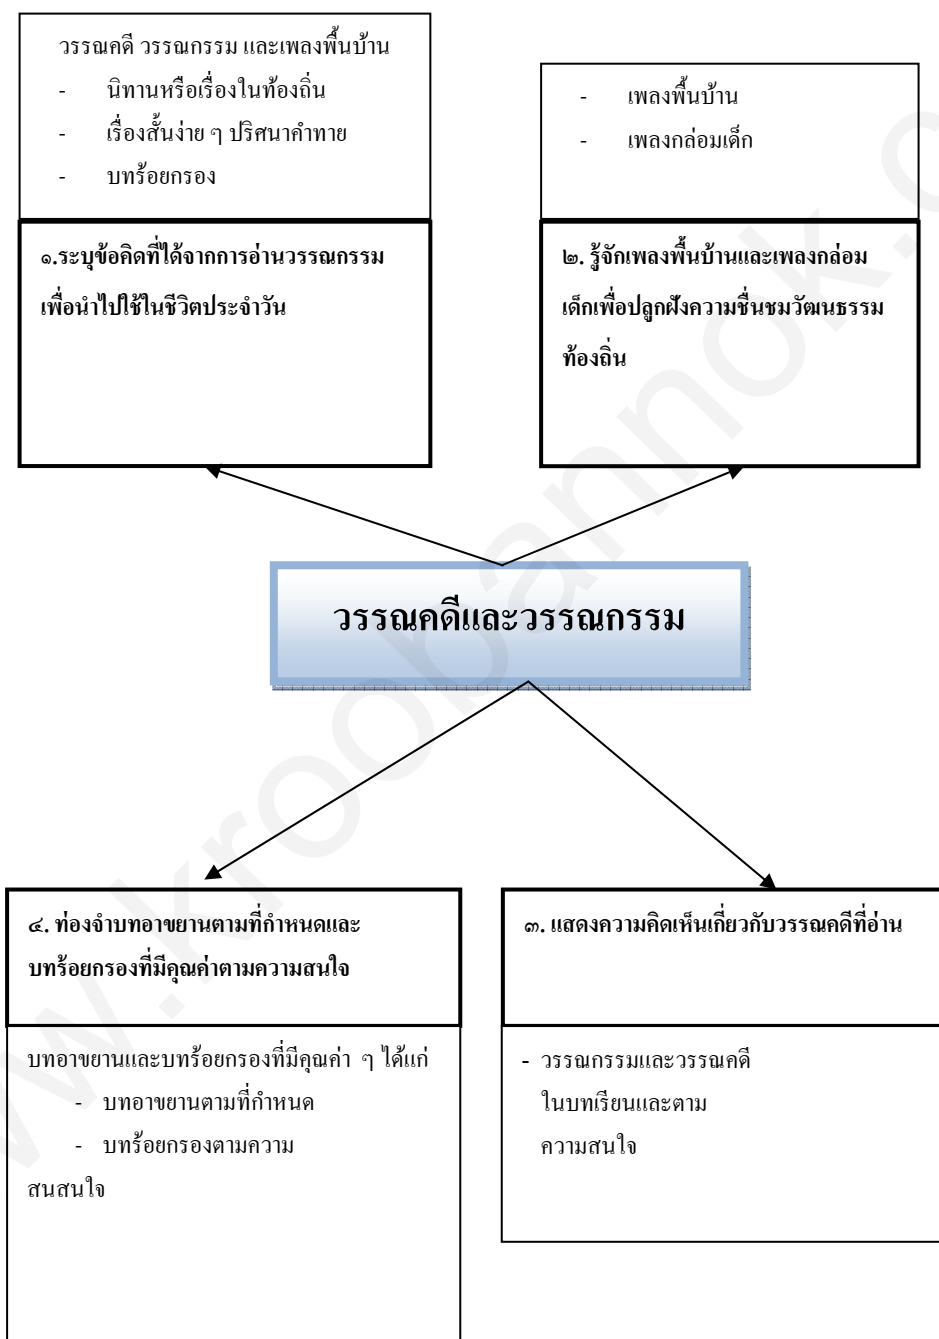 วรรณคดี วรรณกรรม และเพลงพื้นบ้าน
- นิทานหรือเรื่องในท้องถิ่น
- เรื่องสั้นง่าย ๆ ปริศนาคำทาย
- บทร้อยกรอง
๑.ระบุข้อคิดที่ได้จากการอ่านวรรณกรรม
เพื่อนำไปใช้ในชีวิตประจำวัน
- เพลงพื้นบ้าน
- เพลงกล่อมเด็ก
๒. รู้จักเพลงพื้นบ้านและเพลงกล่อม
เด็กเพื่อปลูกฝังความชื่นชมวัฒนธรรม
ท้องถิ่น
วรรณคดีและวรรณกรรม
๔. ท่องจำบทอาขยานตามที่กำหนดและ
บทร้อยกรองที่มีคุณค่าตามความสนใจ
บทอาขยานและบทร้อยกรองที่มีคุณค่า ๆ ได้แก่
- บทอาขยานตามที่กำหนด
- บทร้อยกรองตามความ
สนสนใจ
๓. แสดงความคิดเห็นเกี่ยวกับวรรณคดีที่อ่าน
- วรรณกรรมและวรรณคดี
ในบทเรียนและตาม
ความสนใจ
w.kroobannok.c